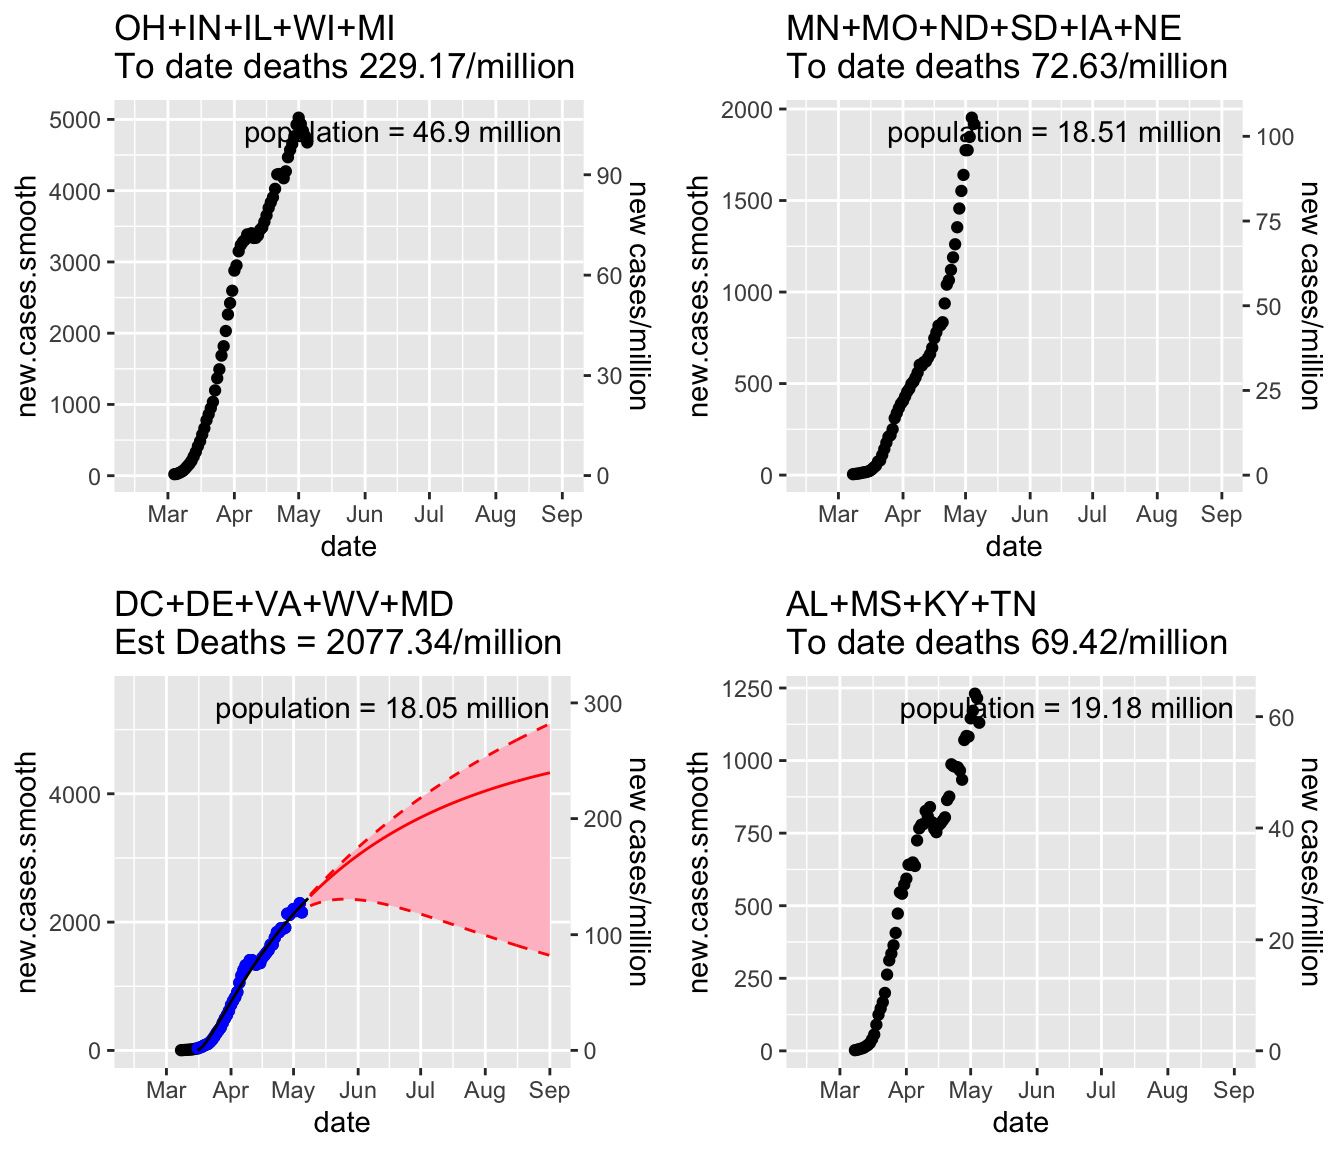 OH+IN+IL+WI+MI
To date deaths 229.17/million
population = 46.9 million
5000
4000
3000
2000
1000
0
90
60
30
0
new.cases.smooth
new cases/million
Mar Apr May Jun Jul Aug Sep
date
MN+MO+ND+SD+IA+NE
To date deaths 72.63/million
population = 18.51 million
2000
1500
1000
500
0
100
75
50
25
0
new.cases.smooth
new cases/million
Mar Apr May Jun Jul Aug Sep
date
DC+DE+VA+WV+MD
Est Deaths = 2077.34/million
population = 18.05 million
4000
2000
0
300
200
100
0
new.cases.smooth
new cases/million
Mar Apr May Jun Jul Aug Sep
date
AL+MS+KY+TN
To date deaths 69.42/million
population = 19.18 million
1250
1000
750
500
250
0
60
40
20
0
new.cases.smooth
new cases/million
Mar Apr May Jun Jul Aug Sep
date